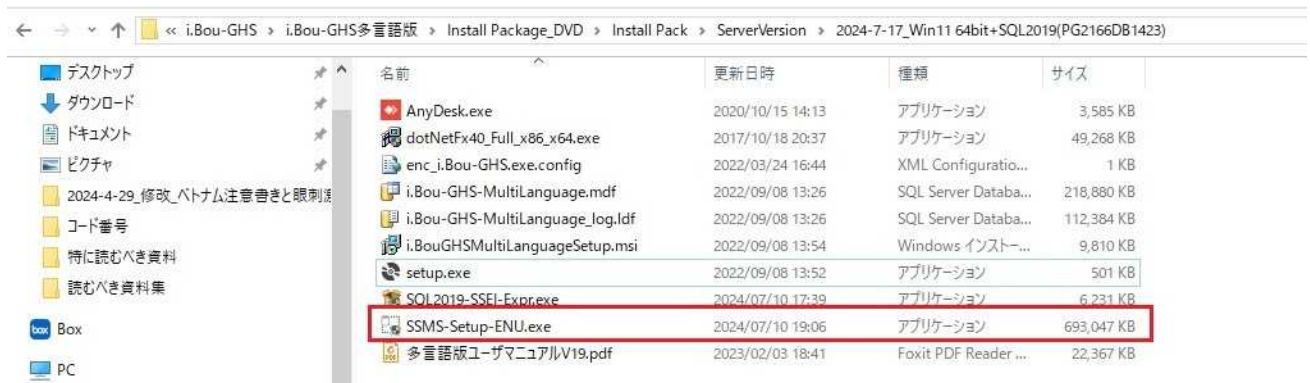 « i.Bou-GHS › i.Bou-GHS多言語版 › Install Package_DVD › Install Pack › ServerVersion › 2024-7-17_Win11 64bit+SQL2019(PG2166DB1423)
デスクトップ
ダウンロード
ドキュメント
ピクチャ
2024-4-29_修改_ベトナム注意書きと眼刺激
コード番号
特に読むべき資料
読むべき資料集
Box
PC
名前 更新日時 種類 サイズ
AnyDesk.exe 2020/10/15 14:13 アプリケーション 3,585 KB
dotNetFx40_Full_x86_x64.exe 2017/10/18 20:37 アプリケーション 49,268 KB
enc_i.Bou-GHS.exe.config 2022/03/24 16:44 XML Configuratio... 1 KB
i.Bou-GHS-MultiLanguage.mdf 2022/09/08 13:26 SQL Server Databa... 218,880 KB
i.Bou-GHS-MultiLanguage_log.ldf 2022/09/08 13:26 SQL Server Databa... 112,384 KB
i.BouGHSMultiLanguageSetup.msi 2022/09/08 13:54 Windows インストー... 9,810 KB
setup.exe 2022/09/08 13:52 アプリケーション 501 KB
SQL2019-SSEI-Expr.exe 2024/07/10 17:39 アプリケーション 6,231 KB
SSMS-Setup-ENU.exe 2024/07/10 19:06 アプリケーション 693,047 KB
多言語版ユーザマニュアルV19.pdf 2023/02/03 18:41 Foxit PDF Reader ... 22,367 KB